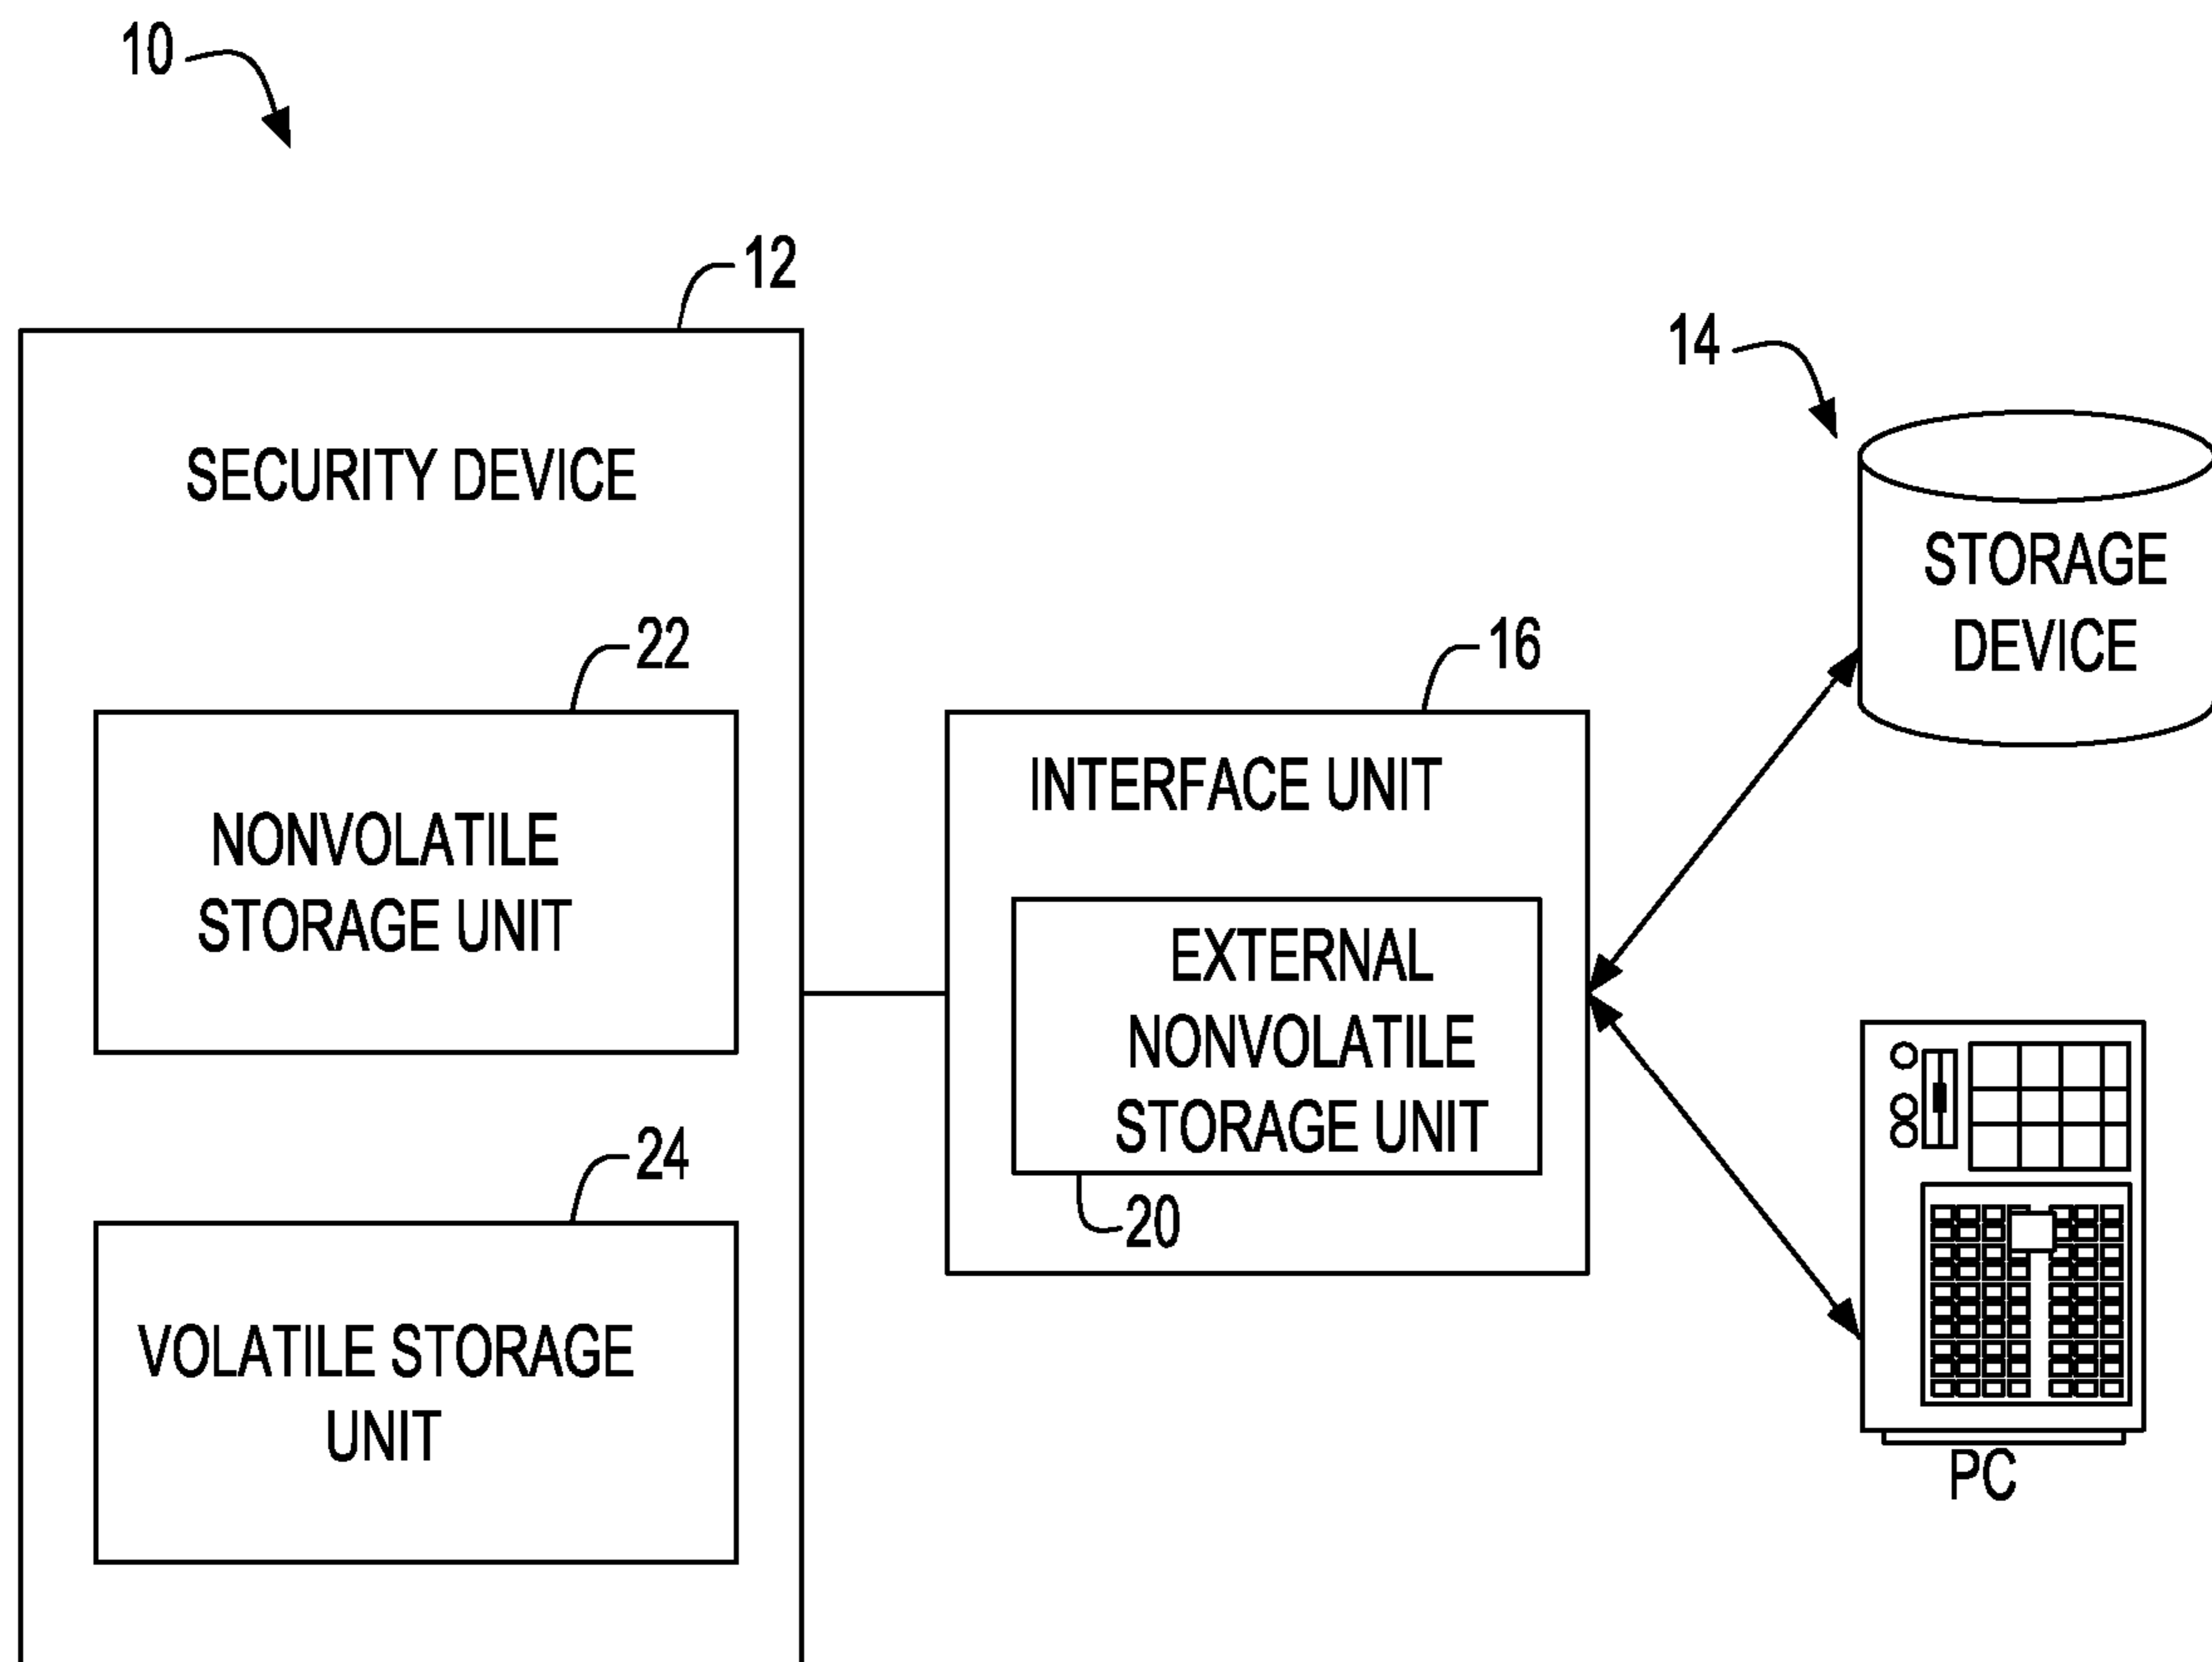 10
12
SECURITY DEVICE
22
NONVOLATILE
STORAGE UNIT
24
VOLATILE STORAGE
UNIT
16
INTERFACE UNIT
EXTERNAL
NONVOLATILE
STORAGE UNIT
20
14
STORAGE
DEVICE
PC